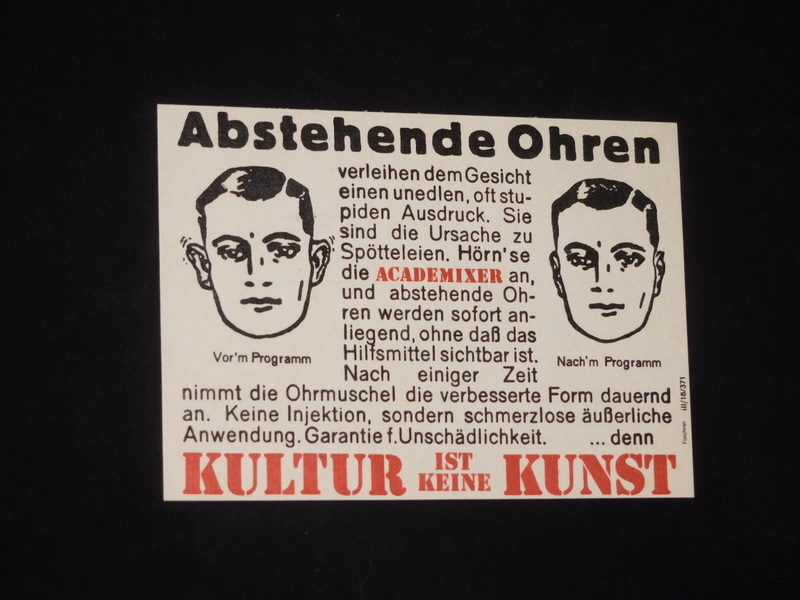 Abstehende Ohren
verleihen dem Gesicht
einen unedlen, oft stu-
piden Ausdruck. Sie
sind die Ursache zu
Spötteleien. Hörn'se
die ACADEMIXER an,
und abstehende Oh-
ren werden sofort an-
liegend, ohne daß das
Hilfsmittel sichtbar ist.
Nach einiger Zeit
nimmt die Ohrmuschel die verbesserte Form dauernd
an. Keine Injektion, sondern schmerzlose äußerliche
Anwendung. Garantie f. Unschädlichkeit. ... denn
Vor'm Programm
Nach'm Programm
KULTUR IST KEINE KUNST
III/18/371